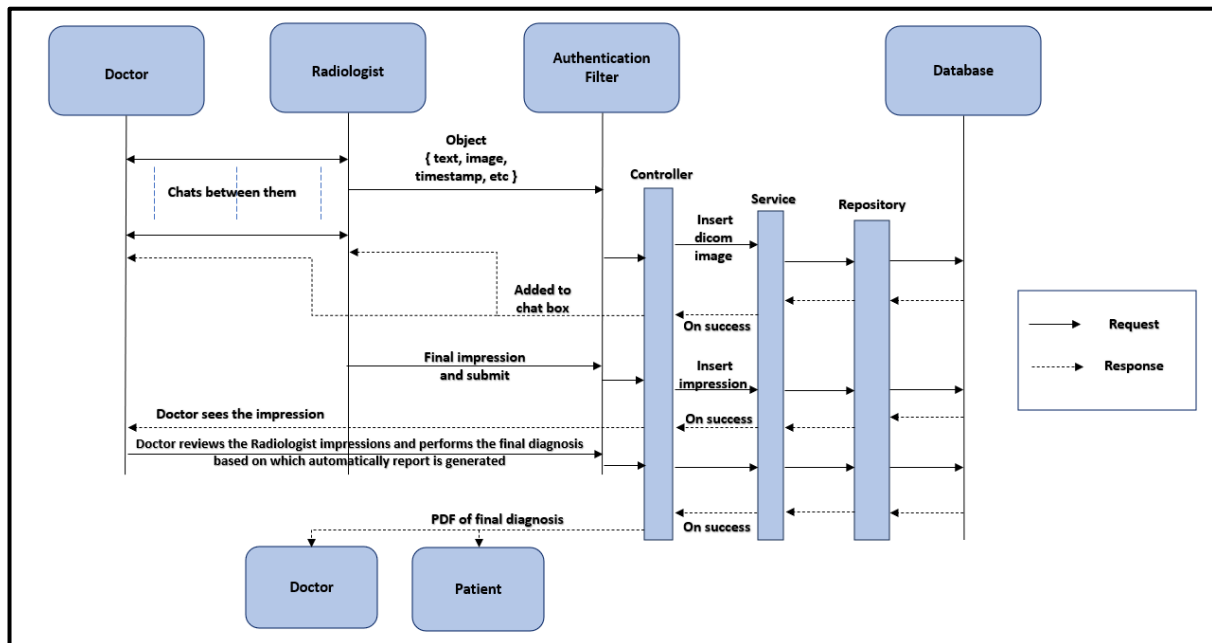 Doctor
Radiologist
Authentication
Filter
Database
Object
{ text, image,
timestamp, etc }
Chats between them
Controller
Service
Repository
Insert
dicom
image
Added to
chat box
On success
Request
Response
Final impression
and submit
Insert
impression
Doctor sees the impression
On success
Doctor reviews the Radiologist impressions and performs the final diagnosis
based on which automatically report is generated
PDF of final diagnosis
On success
Doctor
Patient